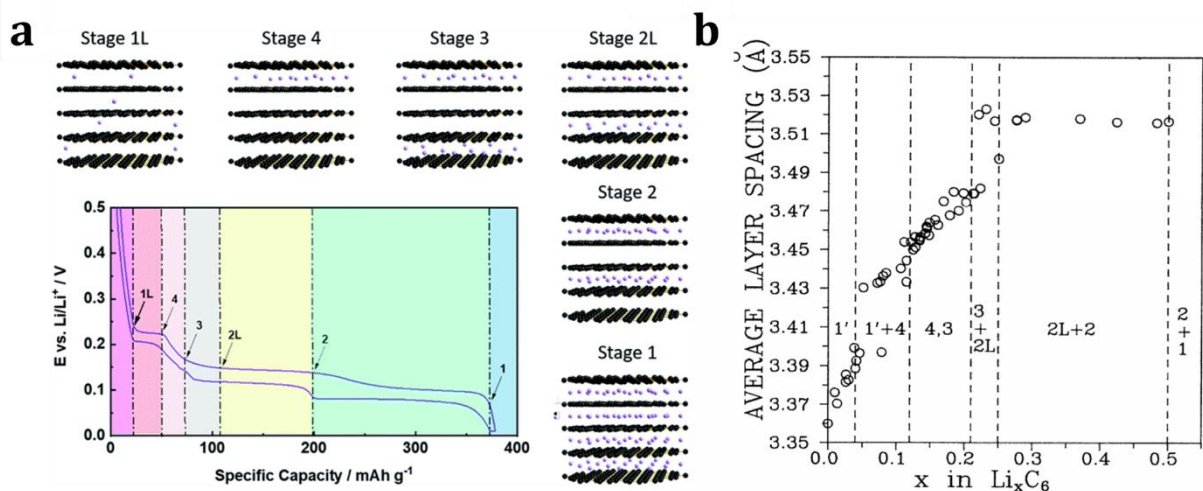 a
Stage 1L
Stage 4
Stage 3
Stage 2L
Stage 2
Stage 1
E vs. Li/Li⁺ / V
0.5
0.4
0.3
0.2
0.1
0.0
1L
4
3
2L
2
1
0
100
200
300
400
Specific Capacity / mAh g⁻¹
b
AVERAGE LAYER SPACING (A)
3.55
3.53
3.51
3.49
3.47
3.45
3.43
3.41
3.39
3.37
3.35
1'
1'+4
4,3
3
+
2L
2L+2
2
+
1
0.0
0.1
0.2
0.3
0.4
0.5
x in LiₓC₆